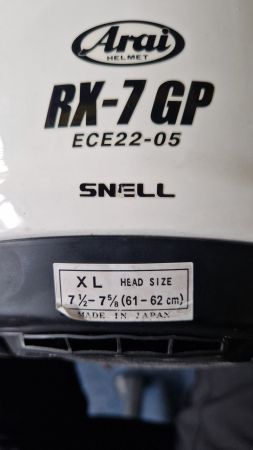 Arai
HELMET
RX-7 GP
ECE22-05
SNELL
XL HEAD SIZE
7 ½ - 7 ⅝ (61 - 62 cm)
MADE IN JAPAN